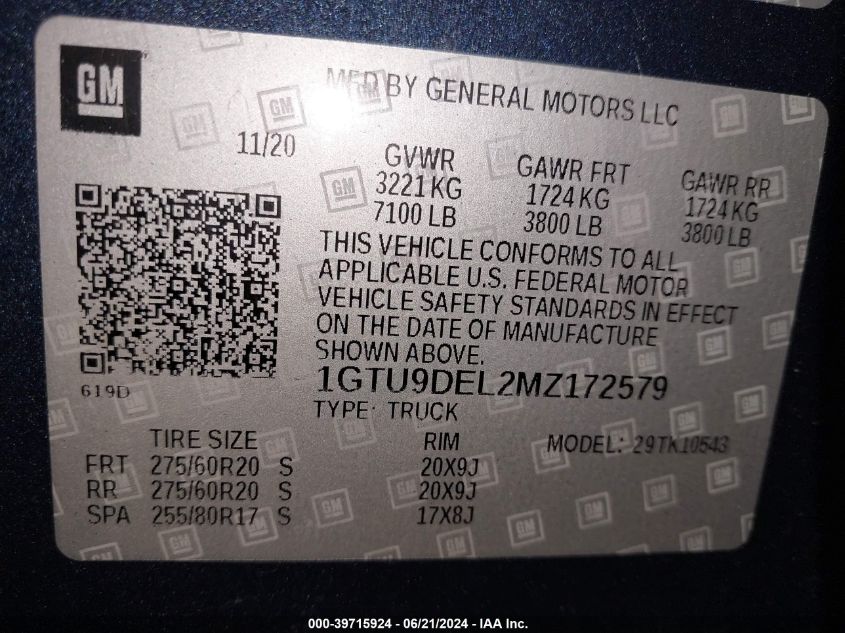 GM
MFD BY GENERAL MOTORS LLC
11/20
GVWR GAWR FRT GAWR RR
3221 KG 1724 KG 1724 KG
7100 LB 3800 LB 3800 LB
THIS VEHICLE CONFORMS TO ALL
APPLICABLE U.S. FEDERAL MOTOR
VEHICLE SAFETY STANDARDS IN EFFECT
ON THE DATE OF MANUFACTURE
SHOWN ABOVE.
619D
1GTU9DEL2MZ172579
TYPE: TRUCK
TIRE SIZE RIM MODEL: 29TK10543
FRT 275/60R20 S 20X9J
RR 275/60R20 S 20X9J
SPA 255/80R17 S 17X8J
000-39715924 - 06/21/2024 - IAA Inc.